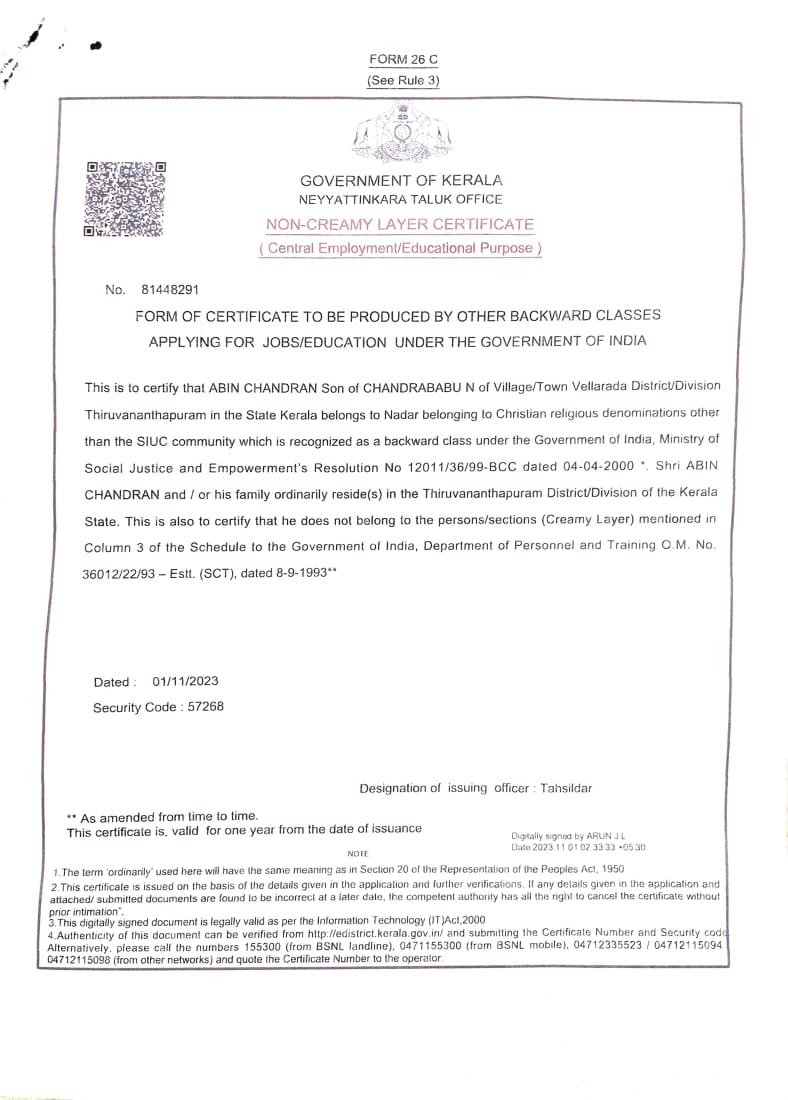 FORM 26 C
(See Rule 3)
GOVERNMENT OF KERALA
NEYYATTINKARA TALUK OFFICE
NON-CREAMY LAYER CERTIFICATE
( Central Employment/Educational Purpose )
No. 81448291
FORM OF CERTIFICATE TO BE PRODUCED BY OTHER BACKWARD CLASSES
APPLYING FOR JOBS/EDUCATION UNDER THE GOVERNMENT OF INDIA
This is to certify that ABIN CHANDRAN Son of CHANDRABABU N of Village/Town Vellarada District/Division
Thiruvananthapuram in the State Kerala belongs to Nadar belonging to Christian religious denominations other
than the SIUC community which is recognized as a backward class under the Government of India, Ministry of
Social Justice and Empowerment's Resolution No 12011/36/99-BCC dated 04-04-2000 *. Shri ABIN
CHANDRAN and / or his family ordinarily reside(s) in the Thiruvananthapuram District/Division of the Kerala
State. This is also to certify that he does not belong to the persons/sections (Creamy Layer) mentioned in
Column 3 of the Schedule to the Government of India, Department of Personnel and Training O.M. No.
36012/22/93 – Estt. (SCT), dated 8-9-1993**
Dated : 01/11/2023
Security Code : 57268
Designation of issuing officer : Tahsildar
** As amended from time to time.
This certificate is, valid for one year from the date of issuance
Digitally signed by ARUN J L
Date:2023.11.01 02:33:33 +05:30
NOTE:
1.The term 'ordinarily' used here will have the same meaning as in Section 20 of the Representation of the Peoples Act, 1950
2.This certificate is issued on the basis of the details given in the application and further verifications. If any details given in the application and
attached/ submitted documents are found to be incorrect at a later date, the competent authority has all the right to cancel the certificate without
prior intimation".
3.This digitally signed document is legally valid as per the Information Technology (IT)Act,2000
4.Authenticity of this document can be verified from http://edistrict.kerala.gov.in/ and submitting the Certificate Number and Security code.
Alternatively, please call the numbers 155300 (from BSNL landline), 0471155300 (from BSNL mobile), 04712335523 / 04712115094
04712115098 (from other networks) and quote the Certificate Number to the operator.